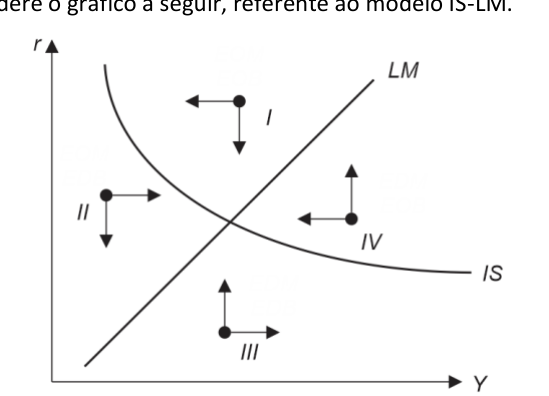 dere o gráfico a seguir, referente ao modelo IS-LM.
r
LM
I
II
IV
IS
III
Y